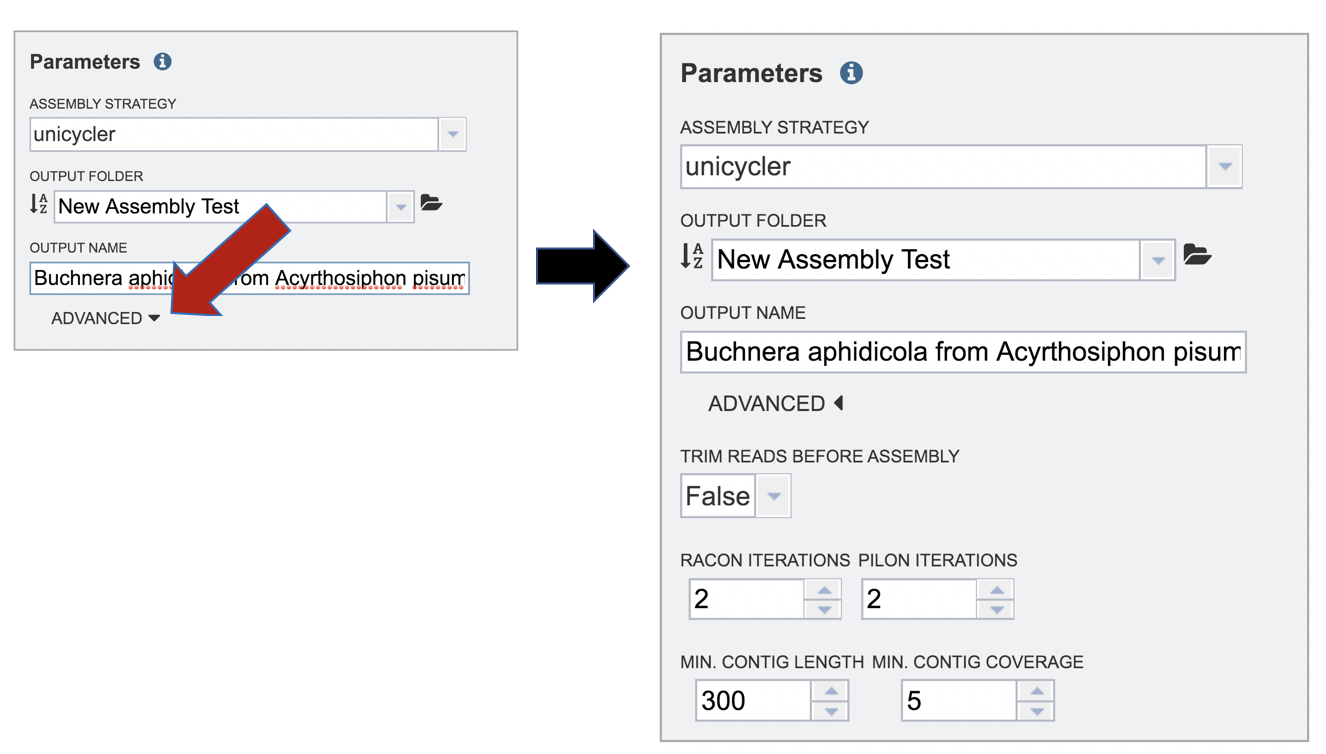 Parameters
ASSEMBLY STRATEGY
unicycler
OUTPUT FOLDER
New Assembly Test
OUTPUT NAME
Buchnera aphid from Acyrthosiphon pisum
ADVANCED
Parameters
ASSEMBLY STRATEGY
unicycler
OUTPUT FOLDER
New Assembly Test
OUTPUT NAME
Buchnera aphidicola from Acyrthosiphon pisum
ADVANCED
TRIM READS BEFORE ASSEMBLY
False
RACON ITERATIONS PILON ITERATIONS
2 2
MIN. CONTIG LENGTH MIN. CONTIG COVERAGE
300 5